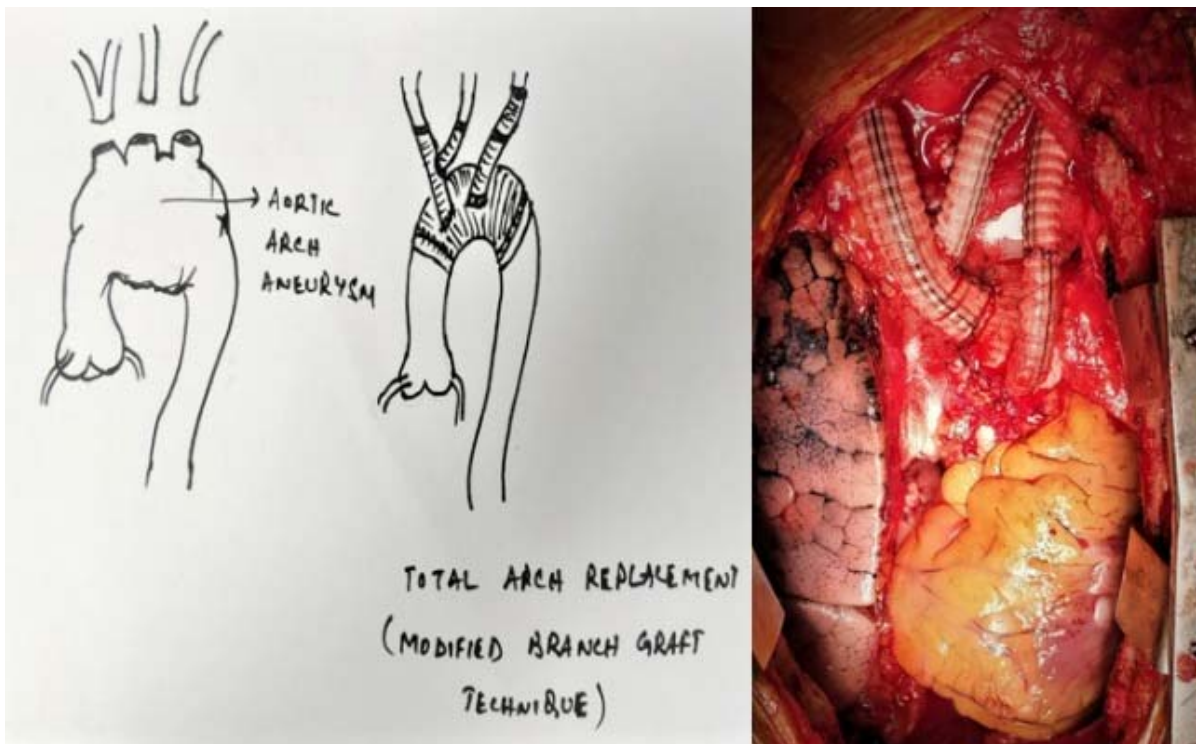 AORTIC
ARCH
ANEURYSM
TOTAL ARCH REPLACEMENT
(MODIFIED BRANCH GRAFT
TECHNIQUE)